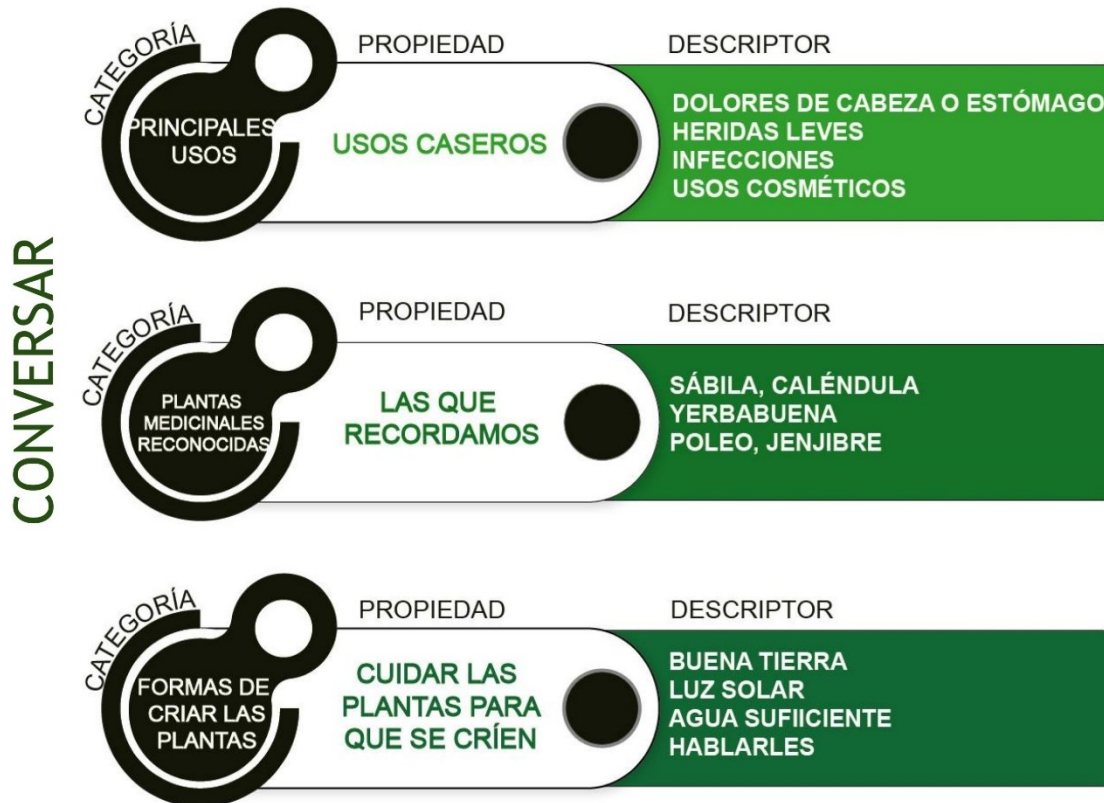 CONVERSAR
CATEGORÍA
PROPIEDAD
DESCRIPTOR
PRINCIPALES
USOS
USOS CASEROS
DOLORES DE CABEZA O ESTÓMAGO
HERIDAS LEVES
INFECCIONES
USOS COSMÉTICOS
CATEGORÍA
PROPIEDAD
DESCRIPTOR
PLANTAS
MEDICINALES
RECONOCIDAS
LAS QUE
RECORDAMOS
SÁBILA, CALÉNDULA
YERBABUENA
POLEO, JENJIBRE
CATEGORÍA
PROPIEDAD
DESCRIPTOR
FORMAS DE
CRIAR LAS
PLANTAS
CUIDAR LAS
PLANTAS PARA
QUE SE CRÍEN
BUENA TIERRA
LUZ SOLAR
AGUA SUFIICIENTE
HABLARLES